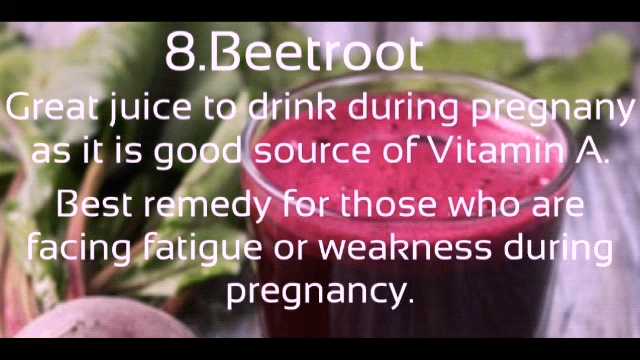 8.Beetroot
Great juice to drink during pregnany
as it is good source of Vitamin A.
Best remedy for those who are
facing fatigue or weakness during
pregnancy.